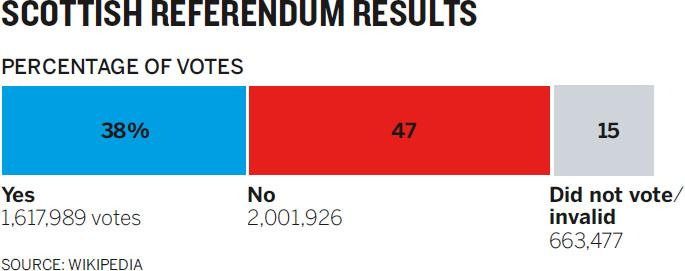 SCOTTISH REFERENDUM RESULTS
PERCENTAGE OF VOTES
38%
47
15
Yes
1,617,989 votes
No
2,001,926
Did not vote/
invalid
663,477
SOURCE: WIKIPEDIA